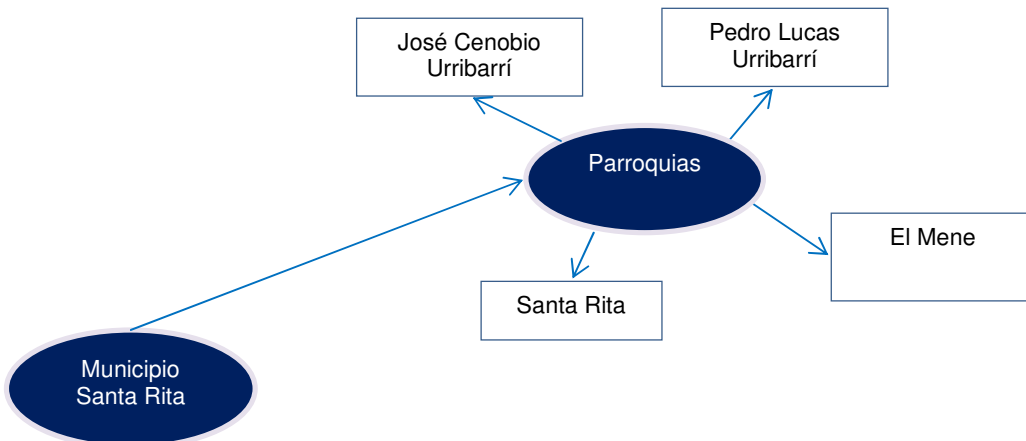 José Cenobio
Urribarrí
Pedro Lucas
Urribarrí
Parroquias
El Mene
Santa Rita
Municipio
Santa Rita